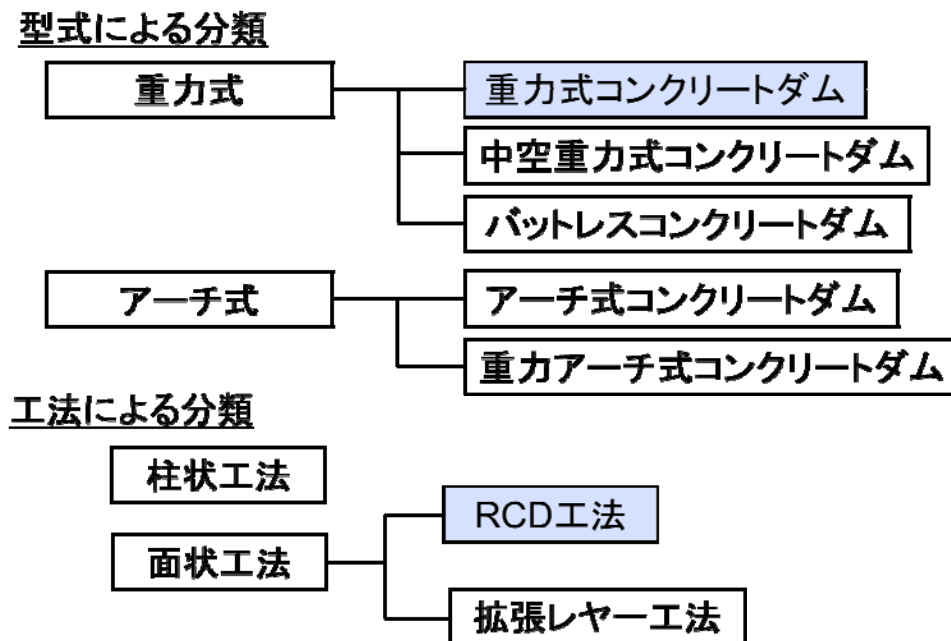 型式による分類
重力式
重力式コンクリートダム
中空重力式コンクリートダム
バットレスコンクリートダム
アーチ式
アーチ式コンクリートダム
重力アーチ式コンクリートダム
工法による分類
柱状工法
面状工法
RCD工法
拡張レヤー工法